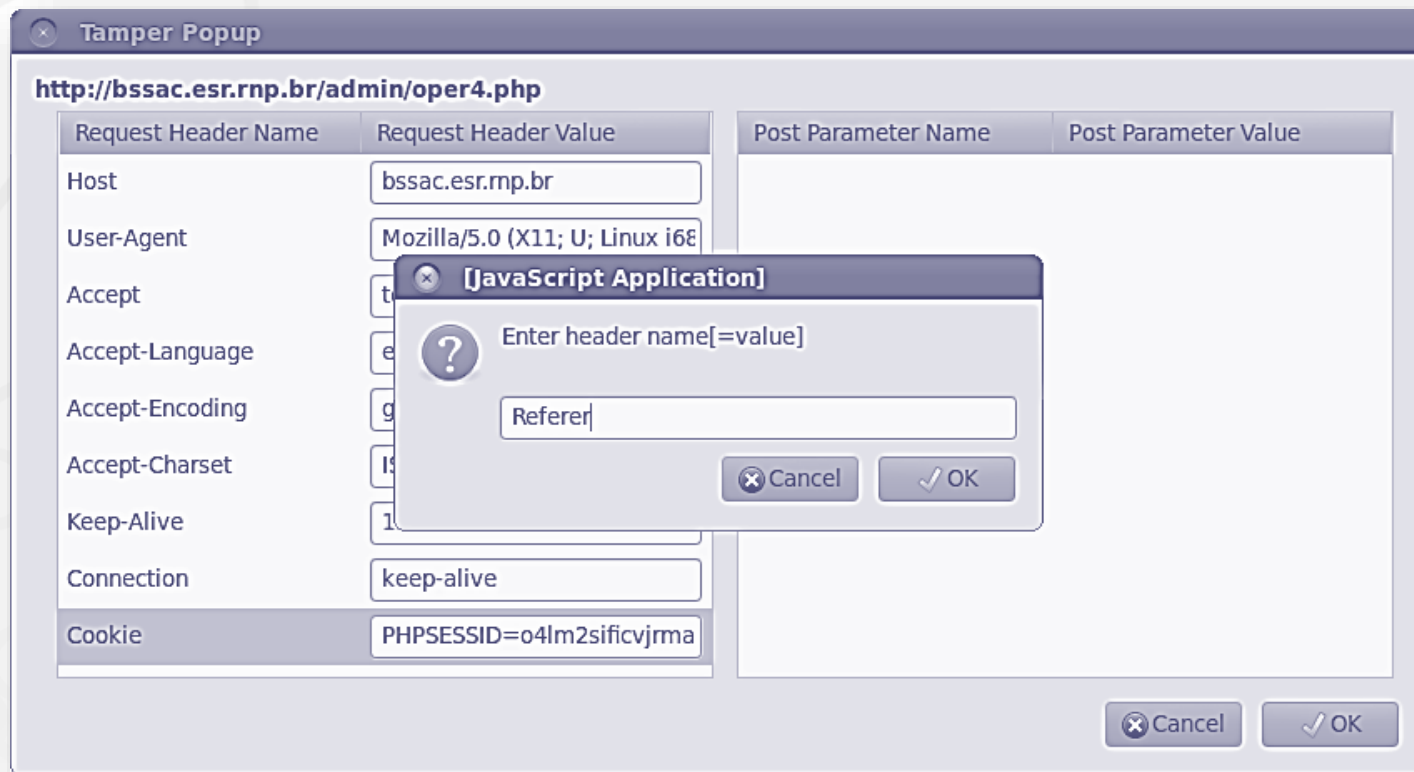 Tamper Popup
http://bssac.esr.rnp.br/admin/oper4.php
Request Header Name Request Header Value Post Parameter Name Post Parameter Value
Host bssac.esr.rnp.br
User-Agent Mozilla/5.0 (X11; U; Linux i68
[JavaScript Application]
Accept
Enter header name[=value]
Accept-Language
Accept-Encoding
Referer
Accept-Charset
Cancel OK
Keep-Alive 1
Connection keep-alive
Cookie PHPSESSID=o4lm2sificvjrma
Cancel OK